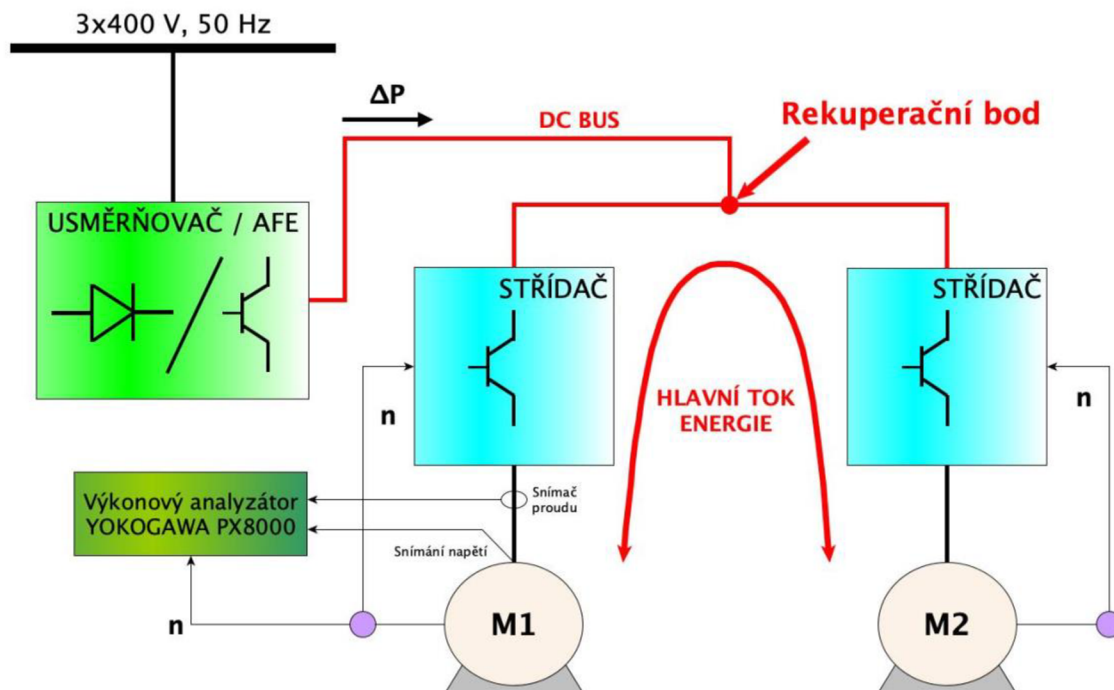 3x400 V, 50 Hz
ΔP
DC BUS
Rekuperační bod
USMĚRŇOVAČ / AFE
STŘÍDAČ
STŘÍDAČ
HLAVNÍ TOK
ENERGIE
n
n
Výkonový analyzátor
YOKOGAWA PX8000
Snímač
proudu
Snímání napětí
n
M1
M2